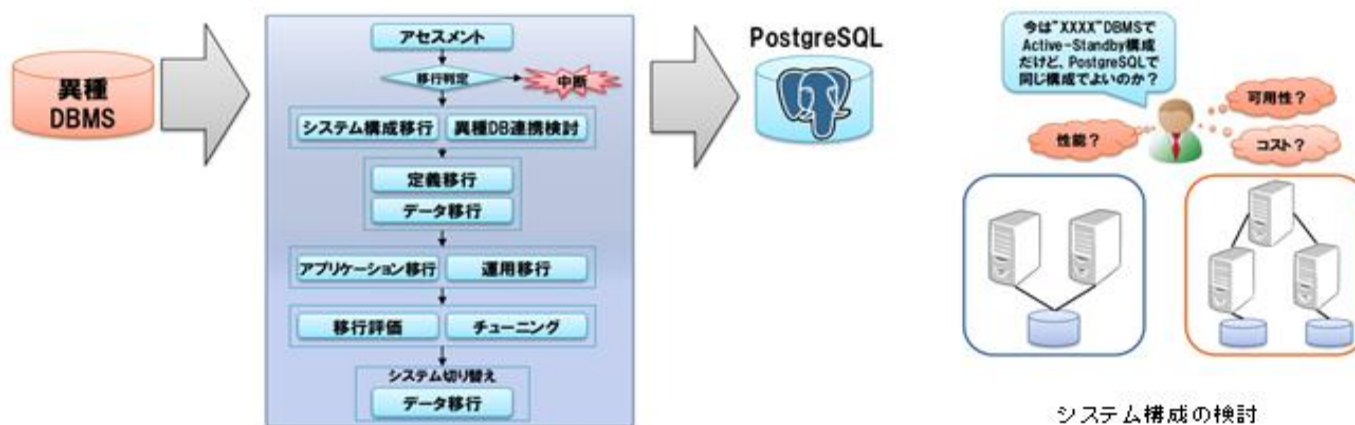 異種
DBMS
アセスメント
移行判定
中断
システム構成移行
異種DB連携検討
定義移行
データ移行
アプリケーション移行
運用移行
移行評価
チューニング
システム切り替え
データ移行
PostgreSQL
今は"XXXX"DBMSで
Active-Standby構成
だけど、PostgreSQLで
同じ構成でよいのか？
可用性？
性能？
コスト？
システム構成の検討